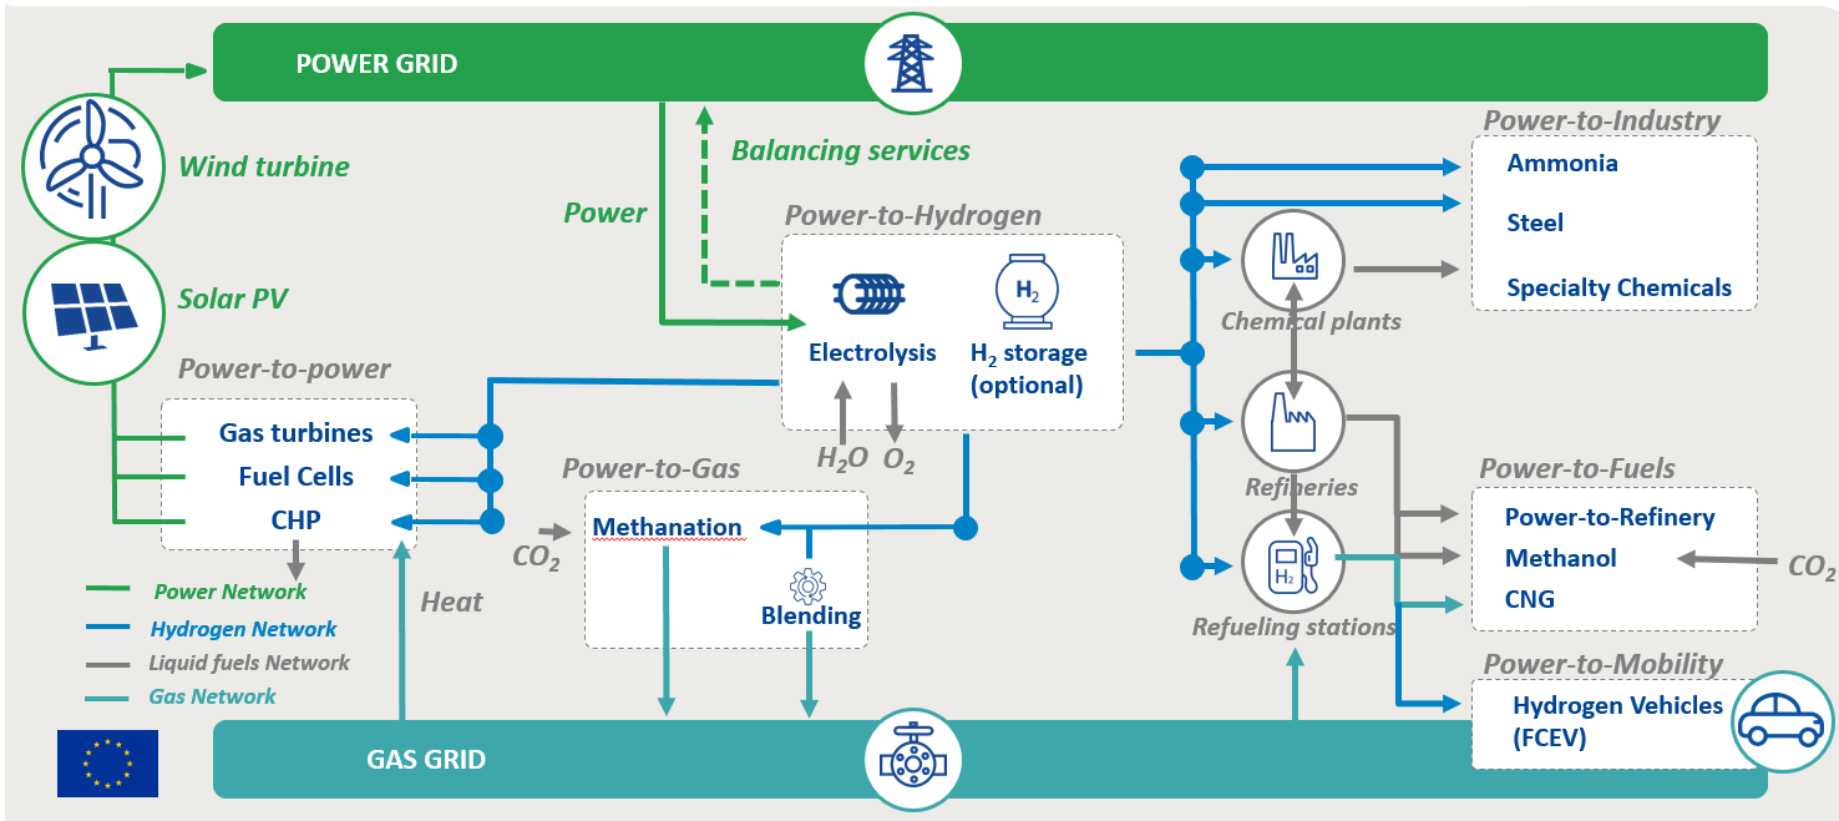 POWER GRID
Power-to-Industry
Wind turbine
Balancing services
Ammonia
Power
Power-to-Hydrogen
Steel
H2
Solar PV
Specialty Chemicals
Chemical plants
Electrolysis
H2 storage
(optional)
Power-to-power
Gas turbines
H2O
O2
Power-to-Gas
Power-to-Fuels
Fuel Cells
Refineries
CHP
Methanation
Power-to-Refinery
CO2
Methanol
CO2
H2
Power Network
Heat
CNG
Blending
Hydrogen Network
Refueling stations
Liquid fuels Network
Power-to-Mobility
Gas Network
Hydrogen Vehicles
(FCEV)
GAS GRID